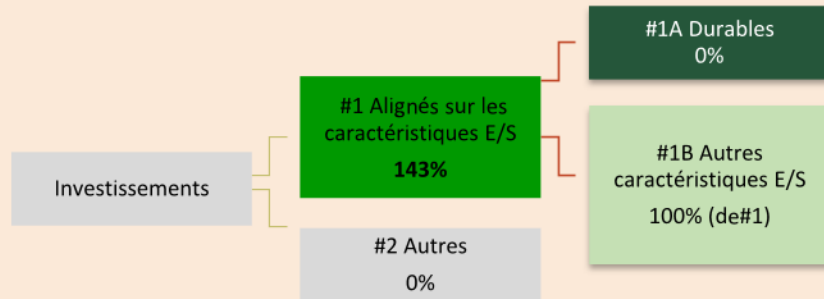 Investissements
#1 Alignés sur les
caractéristiques E/S
143%
#2 Autres
0%
#1A Durables
0%
#1B Autres
caractéristiques E/S
100% (de#1)